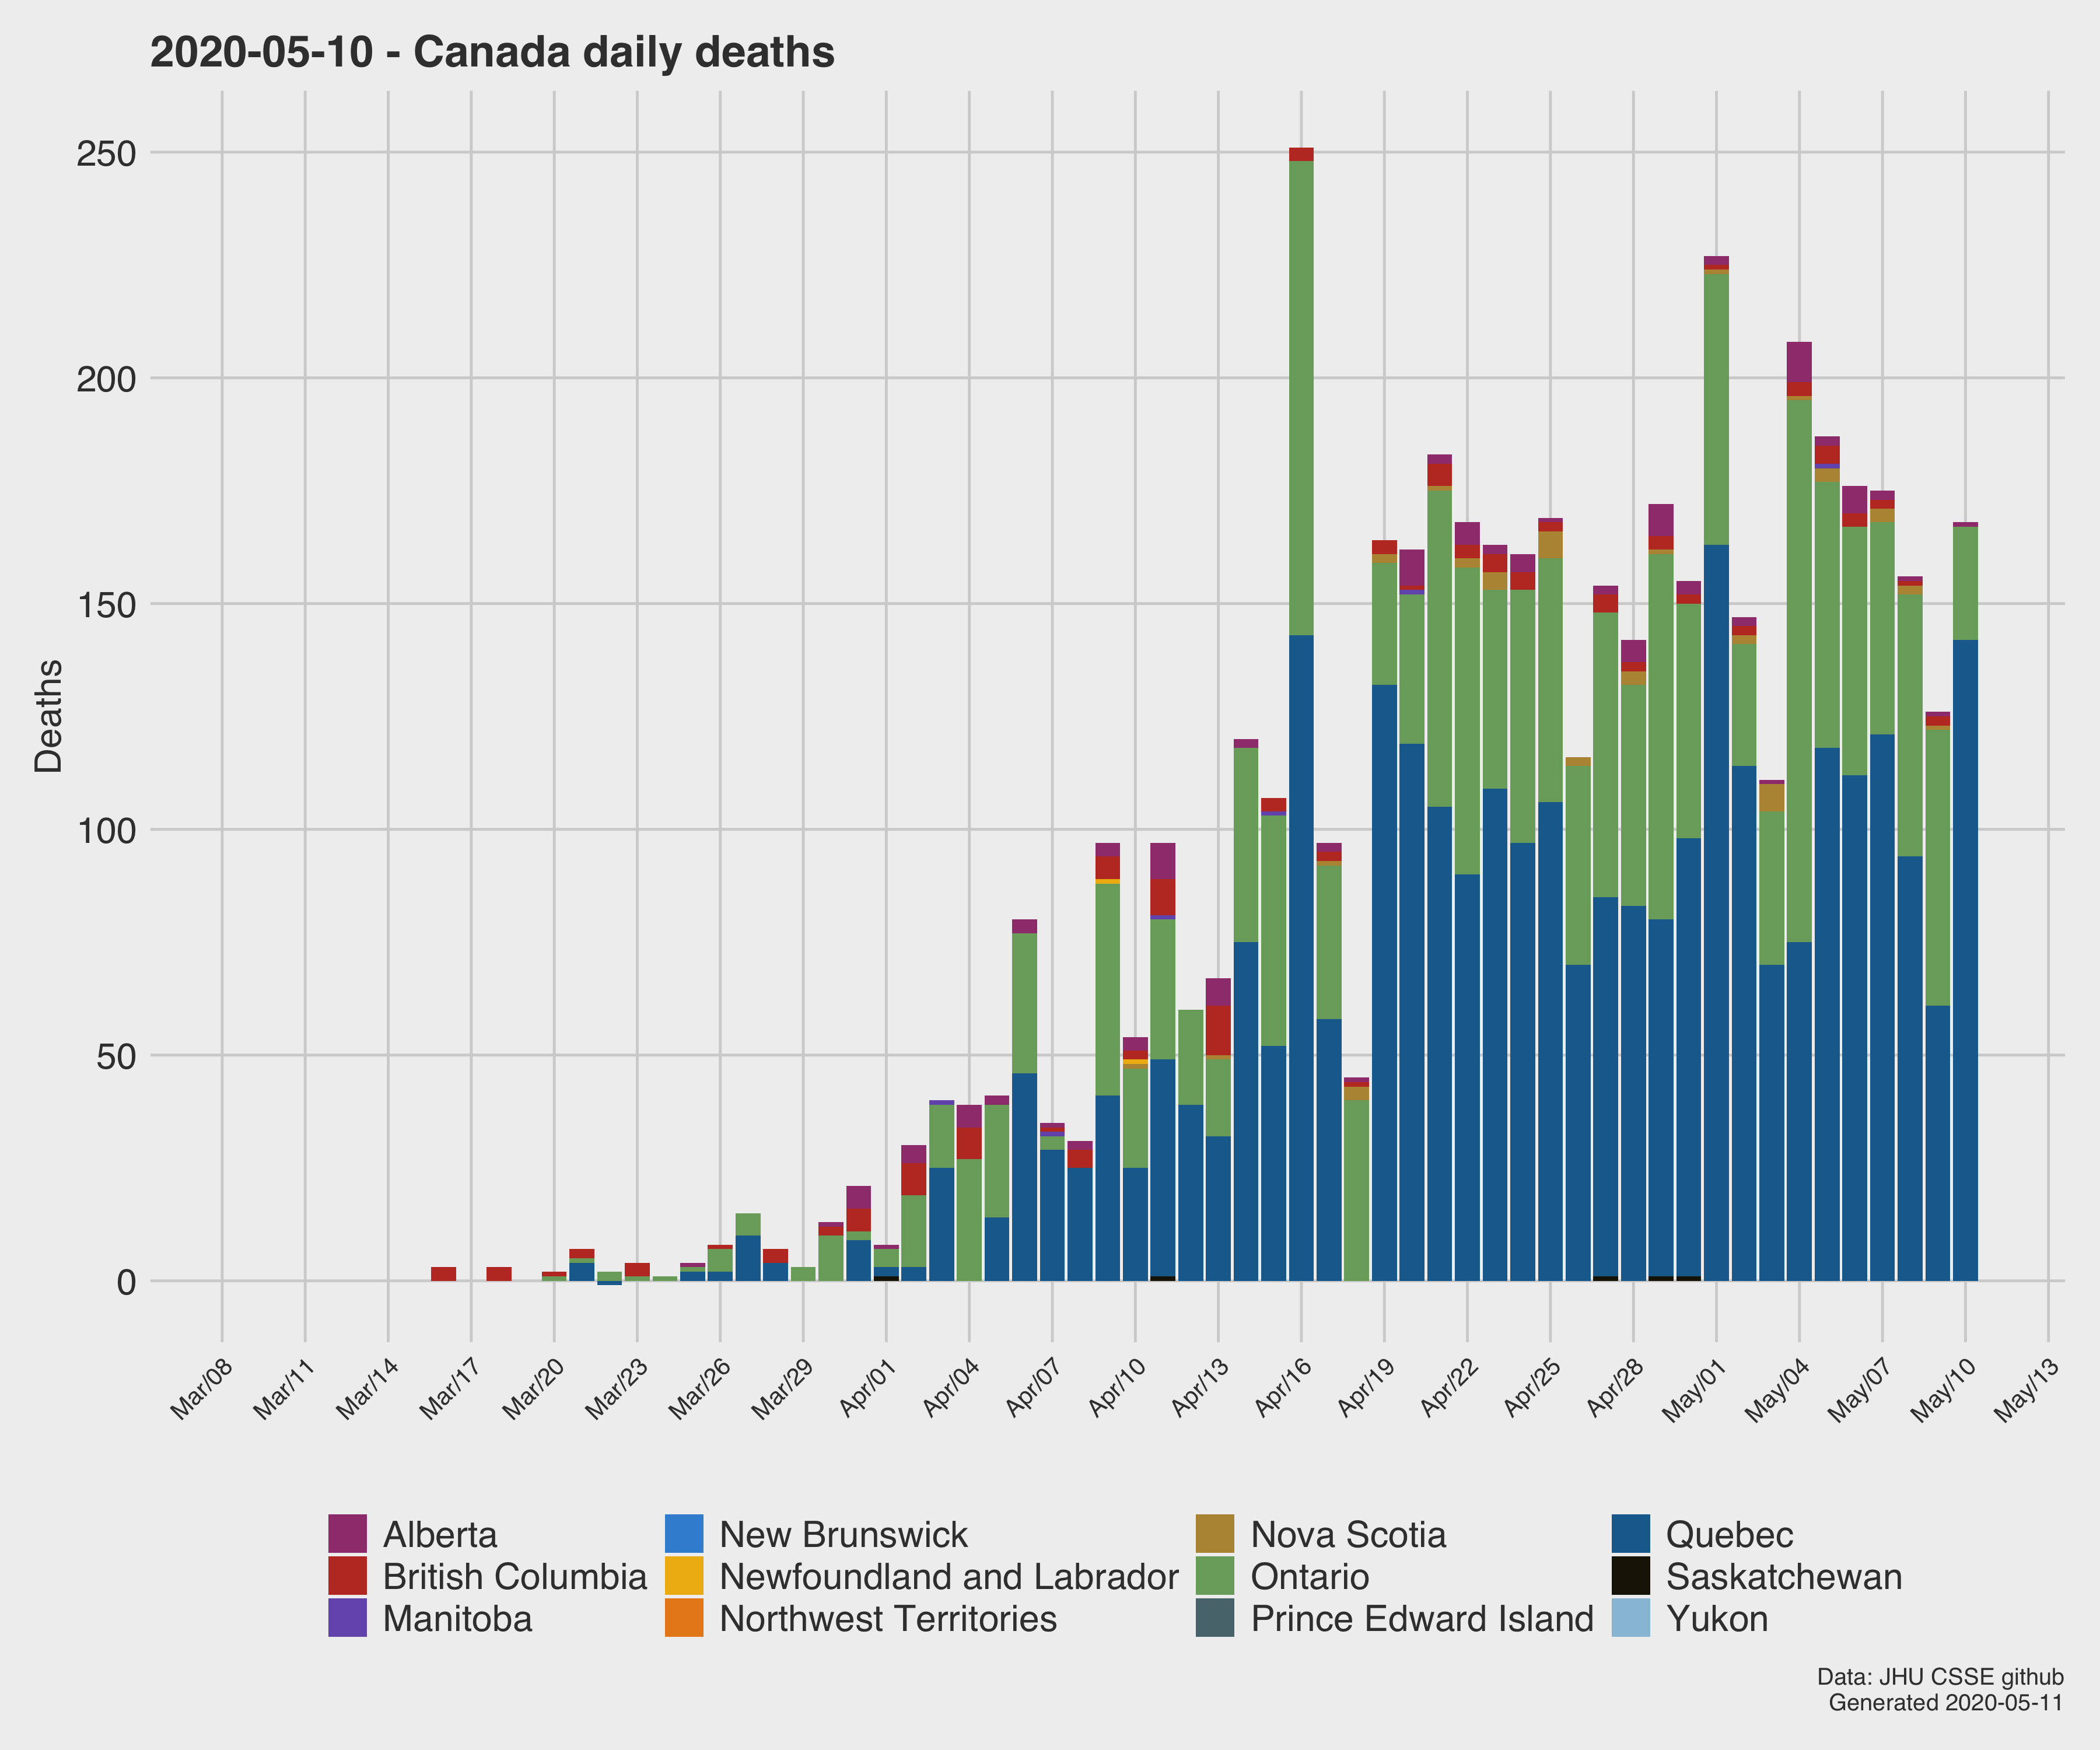 2020-05-10 - Canada daily deaths
250
200
150
100
50
0
Deaths
Mar/08
Mar/11
Mar/14
Mar/17
Mar/20
Mar/23
Mar/26
Mar/29
Apr/01
Apr/04
Apr/07
Apr/10
Apr/13
Apr/16
Apr/19
Apr/22
Apr/25
Apr/28
May/01
May/04
May/07
May/10
May/13
Alberta
British Columbia
Manitoba
New Brunswick
Newfoundland and Labrador
Northwest Territories
Nova Scotia
Ontario
Prince Edward Island
Quebec
Saskatchewan
Yukon
Data: JHU CSSE github
Generated 2020-05-11